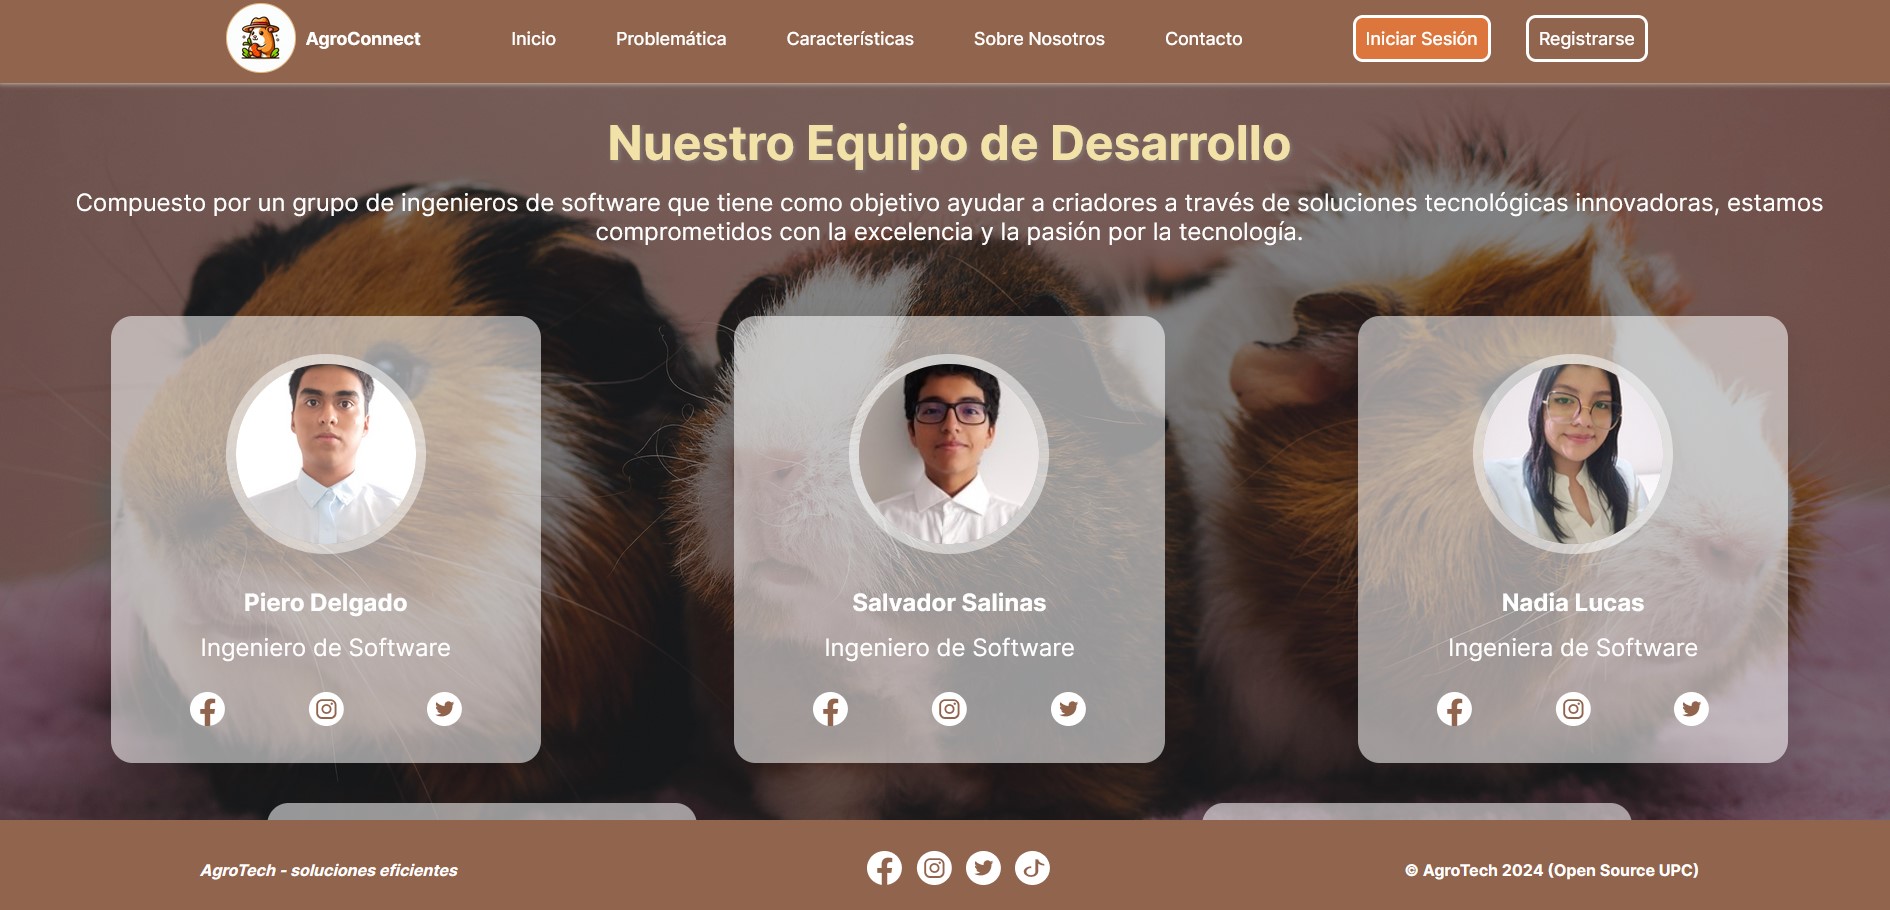 AgroConnect
Inicio
Problemática
Características
Sobre Nosotros
Contacto
Iniciar Sesión
Registrarse
Nuestro Equipo de Desarrollo
Compuesto por un grupo de ingenieros de software que tiene como objetivo ayudar a criadores a través de soluciones tecnológicas innovadoras, estamos
comprometidos con la excelencia y la pasión por la tecnología.
Piero Delgado
Ingeniero de Software
Salvador Salinas
Ingeniero de Software
Nadia Lucas
Ingeniera de Software
AgroTech - soluciones eficientes
© AgroTech 2024 (Open Source UPC)